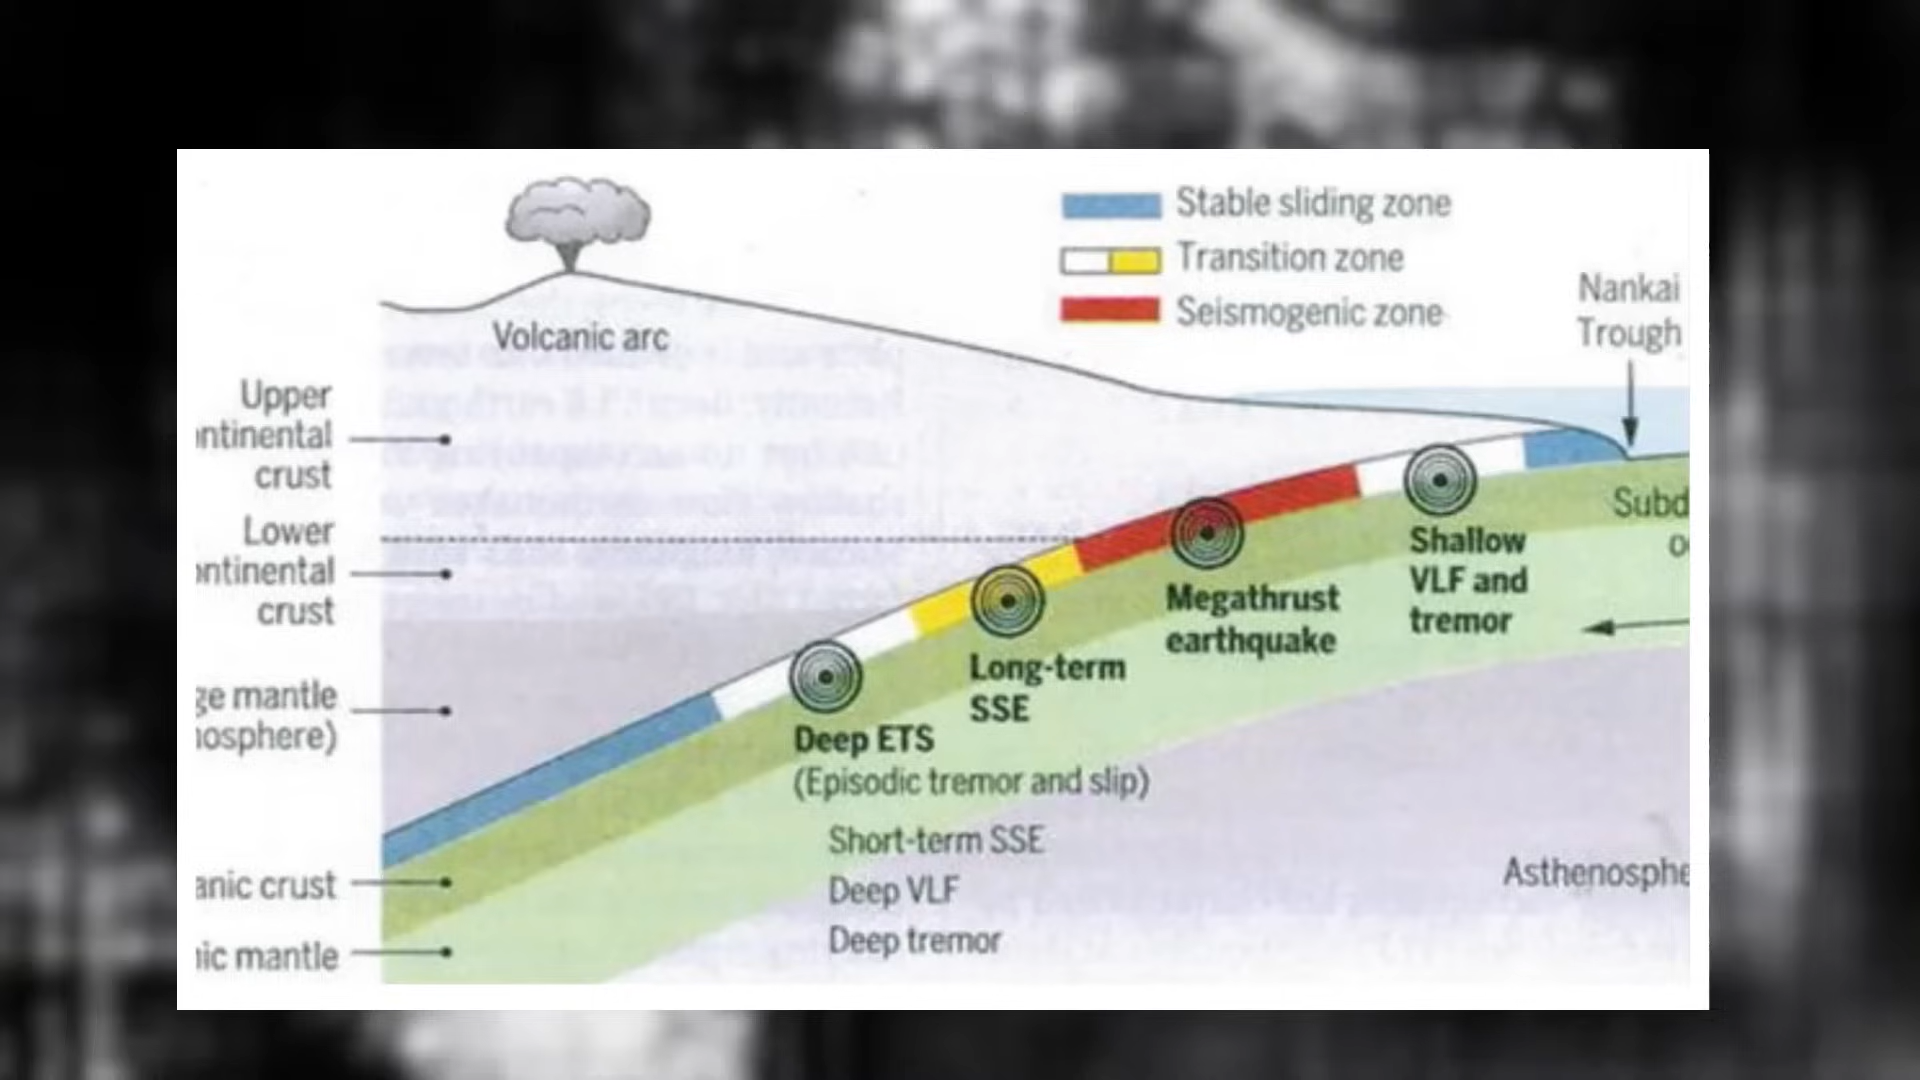 Stable sliding zone
Transition zone
Seismogenic zone
Nankai
Trough
Volcanic arc
Upper
ntinental
crust
Lower
ontinental
crust
ge mantle
osphere)
anic crust
nic mantle
Shallow
VLF and
tremor
Megathrust
earthquake
Long-term
SSE
Deep ETS
(Episodic tremor and slip)
Short-term SSE
Deep VLF
Deep tremor
Subd
Asthenosphe